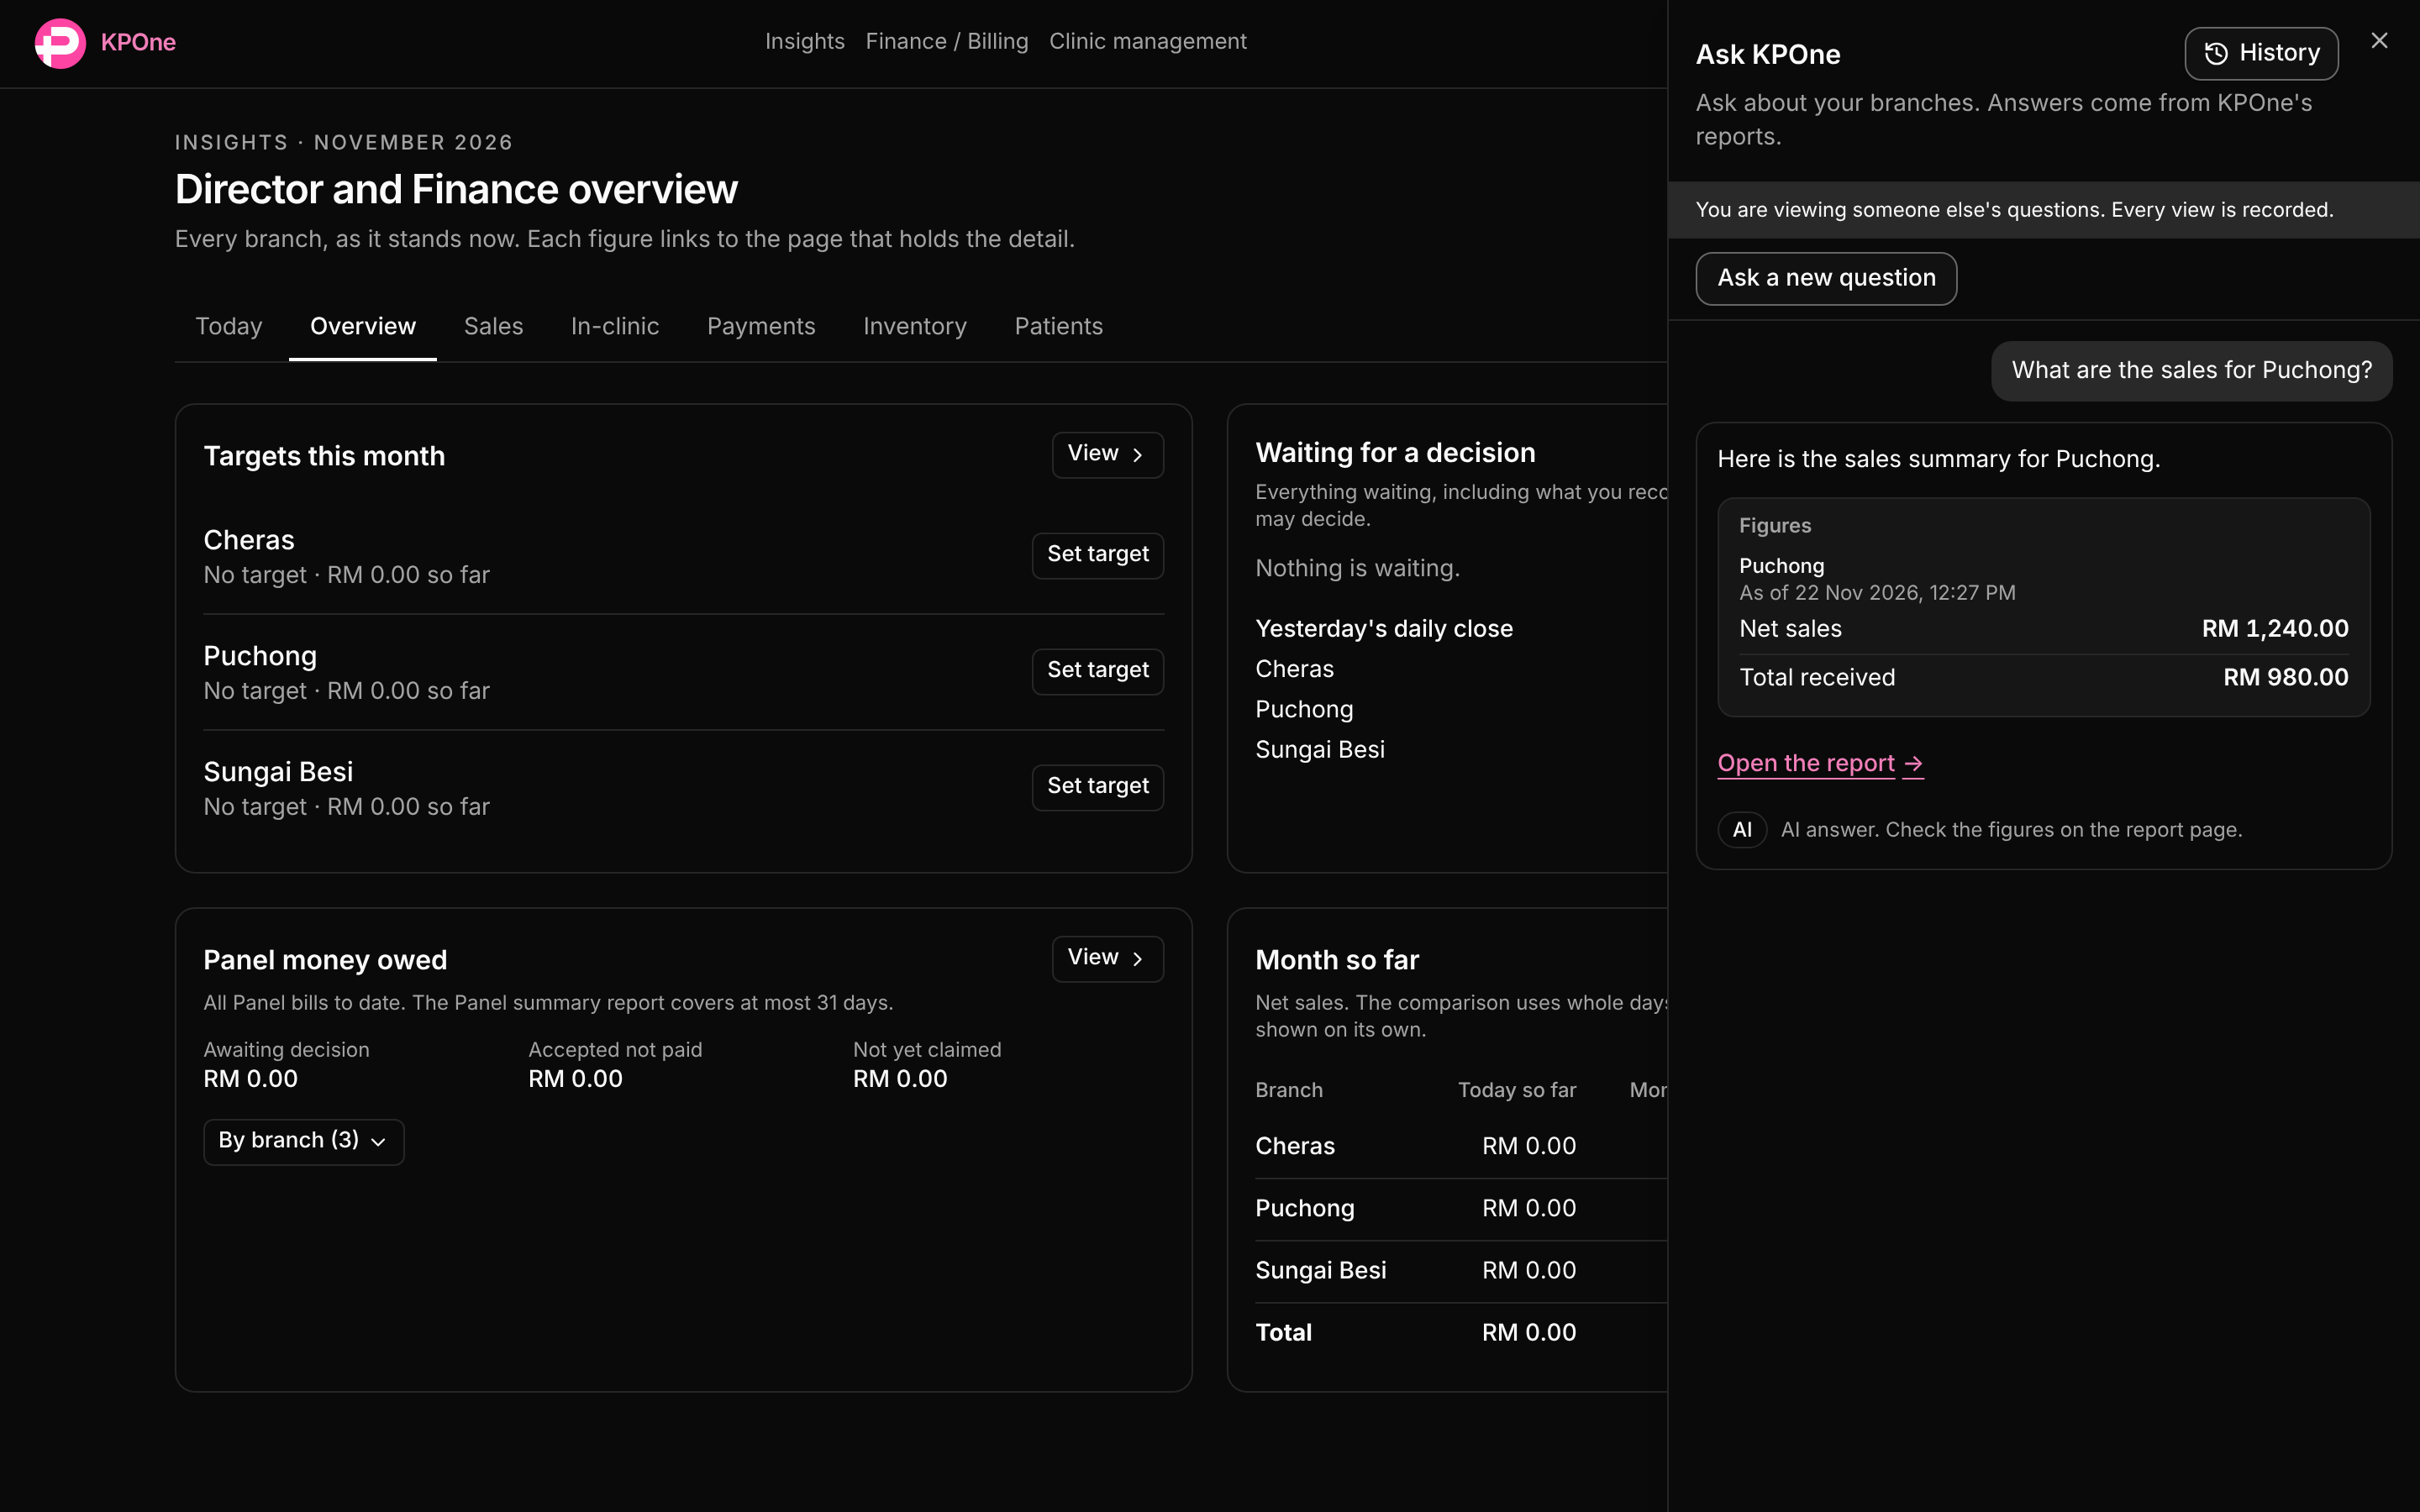 KPOne
Insights
Finance / Billing
Clinic management
INSIGHTS · NOVEMBER 2026
Director and Finance overview
Every branch, as it stands now. Each figure links to the page that holds the detail.
Today
Overview
Sales
In-clinic
Payments
Inventory
Patients
Targets this month
View
Cheras
No target · RM 0.00 so far
Set target
Puchong
No target · RM 0.00 so far
Set target
Sungai Besi
No target · RM 0.00 so far
Set target
Waiting for a decision
Everything waiting, including what you
may decide.
Nothing is waiting.
Yesterday's daily close
Cheras
Puchong
Sungai Besi
Panel money owed
View
All Panel bills to date. The Panel summary report covers at most 31 days.
Awaiting decision
RM 0.00
Accepted not paid
RM 0.00
Not yet claimed
RM 0.00
By branch (3)
Month so far
Net sales. The comparison uses whole days
shown on its own.
Branch
Today so far
Cheras
RM 0.00
Puchong
RM 0.00
Sungai Besi
RM 0.00
Total
RM 0.00
Ask KPOne
History
Ask about your branches. Answers come from KPOne's
reports.
You are viewing someone else's questions. Every view is recorded.
Ask a new question
What are the sales for Puchong?
Here is the sales summary for Puchong.
Figures
Puchong
As of 22 Nov 2026, 12:27 PM
Net sales
RM 1,240.00
Total received
RM 980.00
Open the report →
AI
AI answer. Check the figures on the report page.